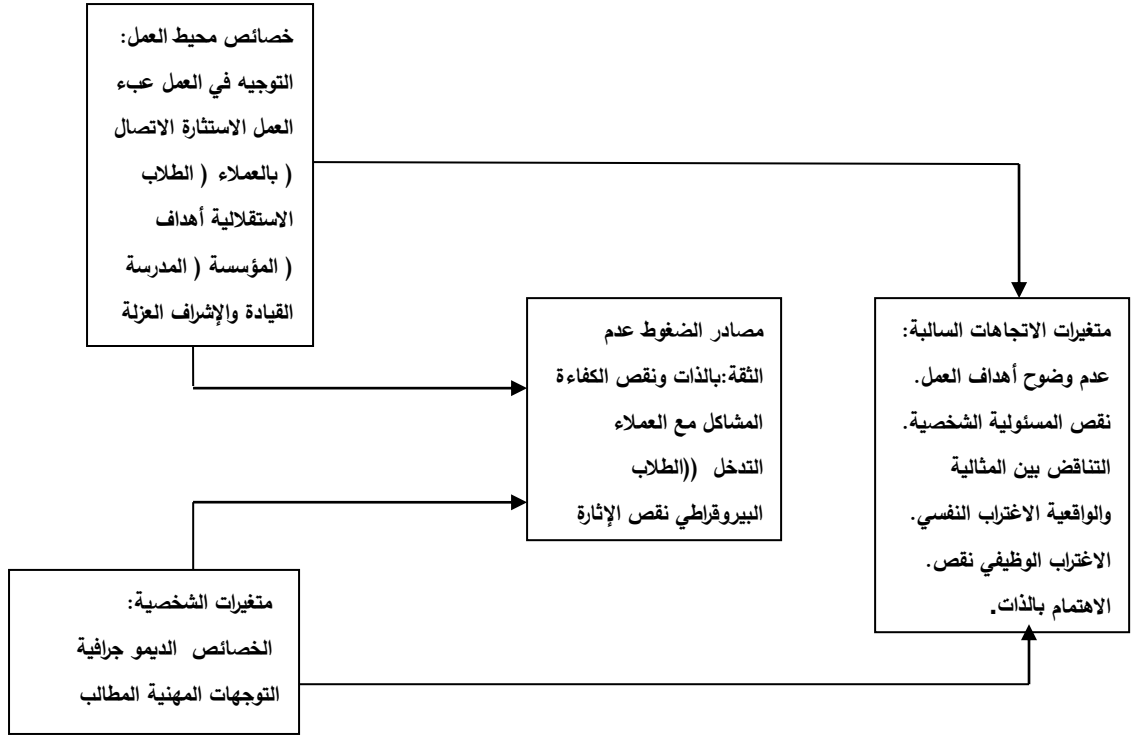 خصائص محيط العمل:
التوجيه في العمل عبء
العمل الاستثارة الاتصال
( بالعملاء ( الطلاب
الاستقلالية أهداف
( المؤسسة ( المدرسة
القيادة والإشراف العزلة
مصادر الضغوط عدم
الثقة:بالذات ونقص الكفاءة
المشاكل مع العملاء
التدخل ((الطلاب
البيروقراطي نقص الإثارة
متغيرات الاتجاهات السالبة:
عدم وضوح أهداف العمل.
نقص المسئولية الشخصية.
التناقض بين المثالية
والواقعية الاغتراب النفسي.
الاغتراب الوظيفي نقص.
الاهتمام بالذات.
متغيرات الشخصية:
الخصائص الديمو جرافية
التوجهات المهنية المطالب